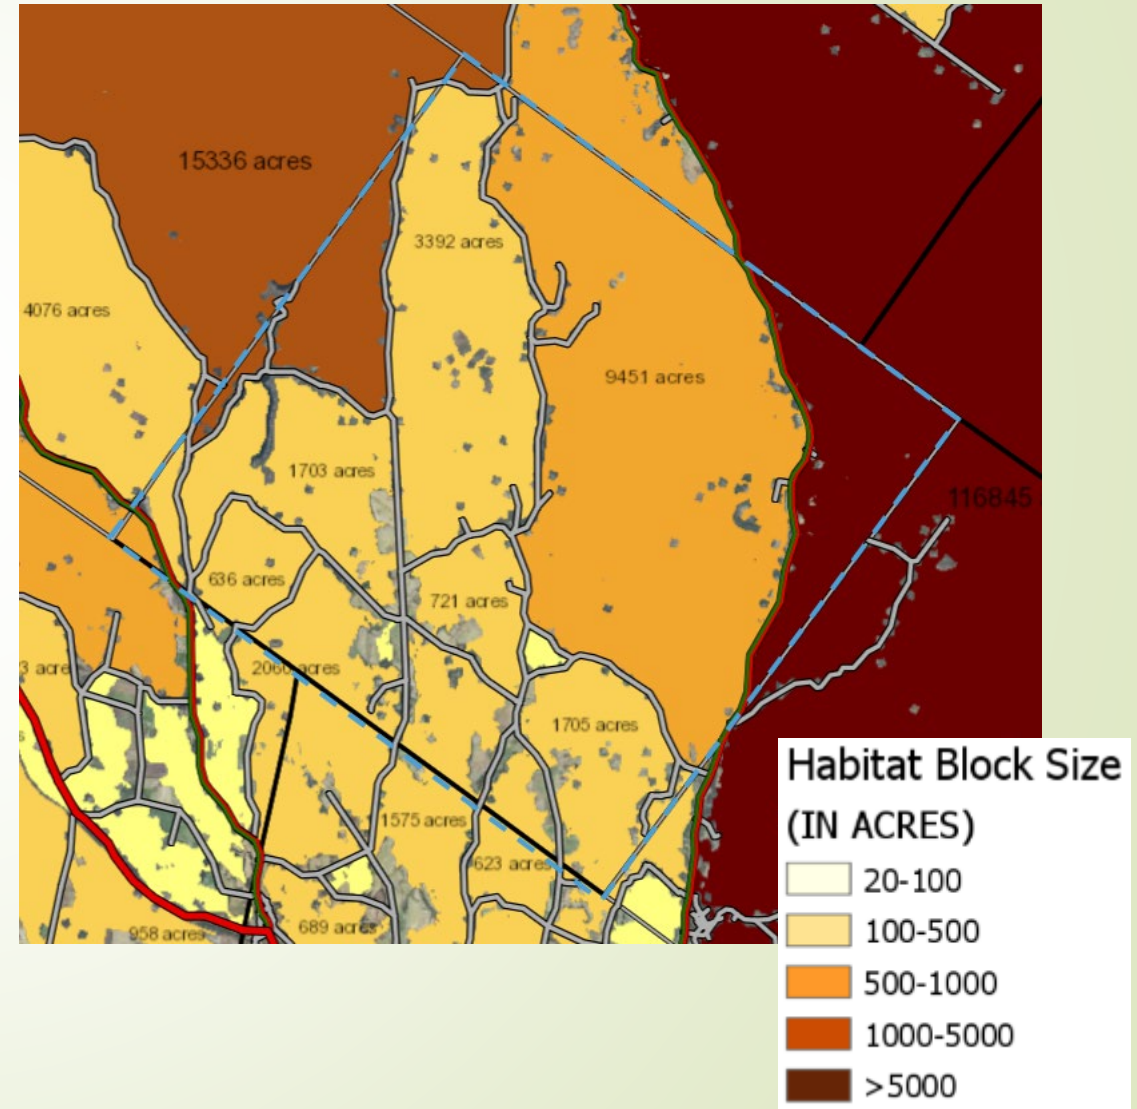 15336 acres
3392 acres
4076 acres
9451 acres
1703 acres
116845
636 acres
721 acres
3 acre
2060 acres
1705 acres
1575 acres
623 acres
689 acres
958 acres
Habitat Block Size
(IN ACRES)
20-100
100-500
500-1000
1000-5000
>5000